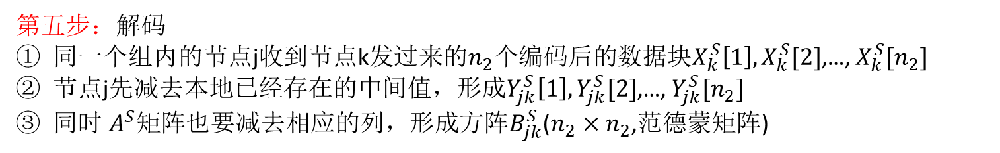 第五步：解码
① 同一个组内的节点j收到节点k发过来的$n_2$个编码后的数据块$X_k^S[1], X_k^S[2],..., X_k^S[n_2]$
② 节点j先减去本地已经存在的中间值，形成$Y_{jk}^S[1], Y_{jk}^S[2],..., Y_{jk}^S[n_2]$
③ 同时 $A^S$矩阵也要减去相应的列，形成方阵$B_{jk}^S$($n_2 × n_2$,范德蒙矩阵)